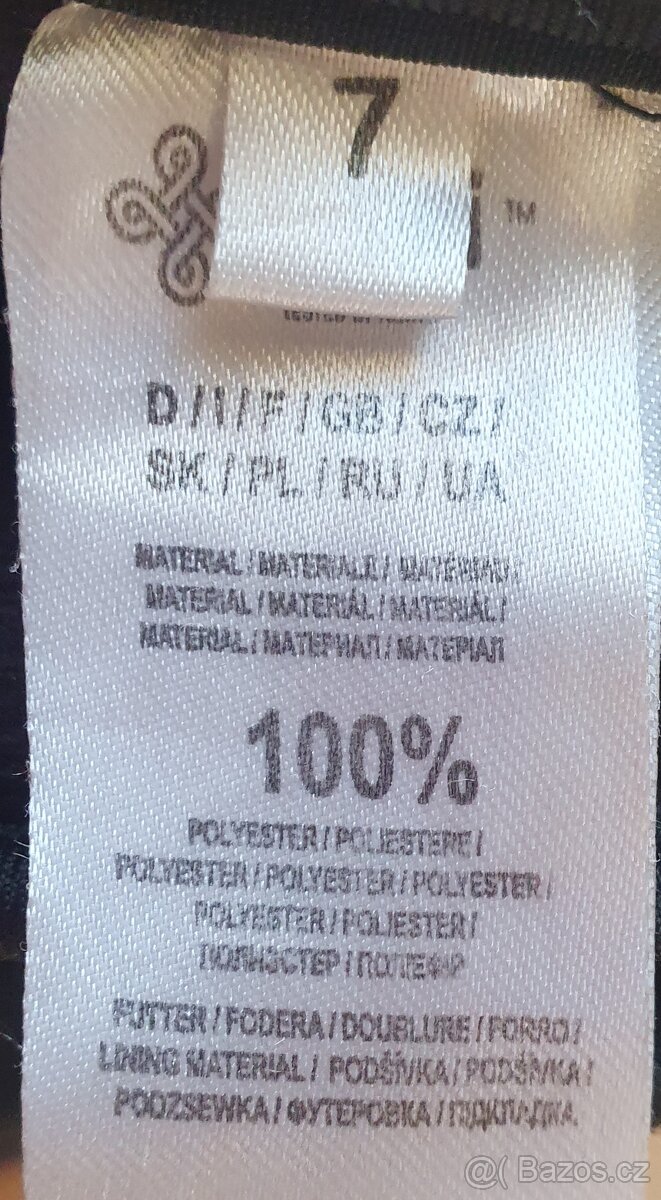 7
i ™
D / I / F / GB / CZ /
SK / PL / RU / UA
MATERIAL / MATERIALE / MATÉRIAU /
MATERIAL / MATERIÁL / MATERIÁL /
MATERIAŁ / МАТЕРИАЛ / МАТЕРІАЛ
100%
POLYESTER / POLIESTERE /
POLYESTER / POLYESTER / POLYESTER /
POLYESTER / POLIESTER /
ПОЛИЭСТЕР / ПОЛІЕФІР
FUTTER / FODERA / DOUBLURE / FORRO /
LINING MATERIAL / PODŠÍVKA / PODŠÍVKA /
PODZSEWKA / ФУТЕРОВКА / ПІДКЛАДКА
@( Bazos.cz